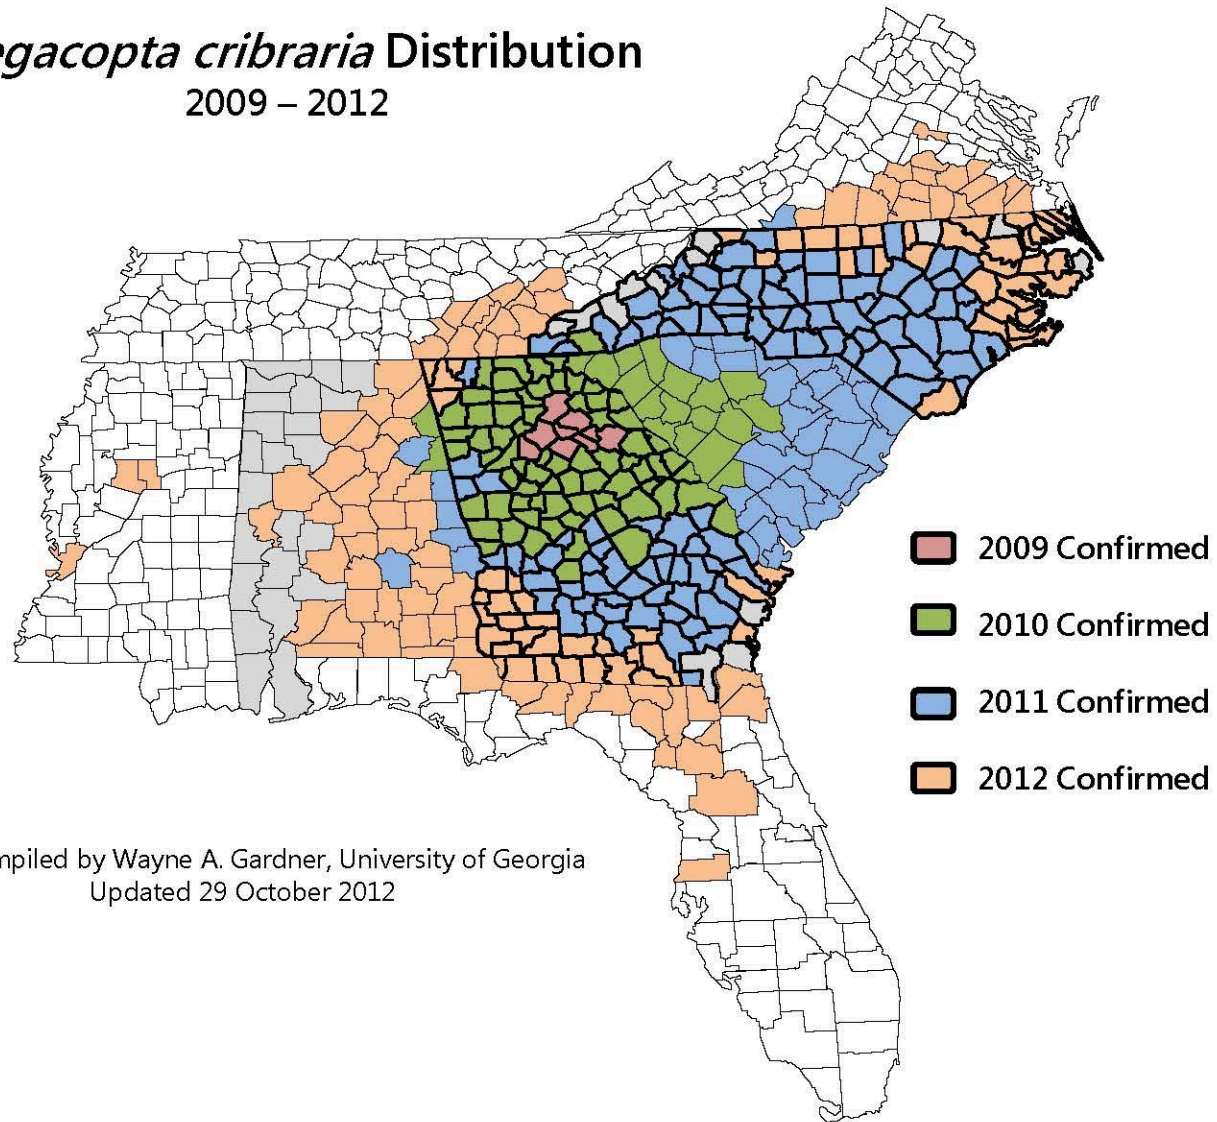 egacopta cribraria Distribution
2009 – 2012
2009 Confirmed
2010 Confirmed
2011 Confirmed
2012 Confirmed
mpiled by Wayne A. Gardner, University of Georgia
Updated 29 October 2012